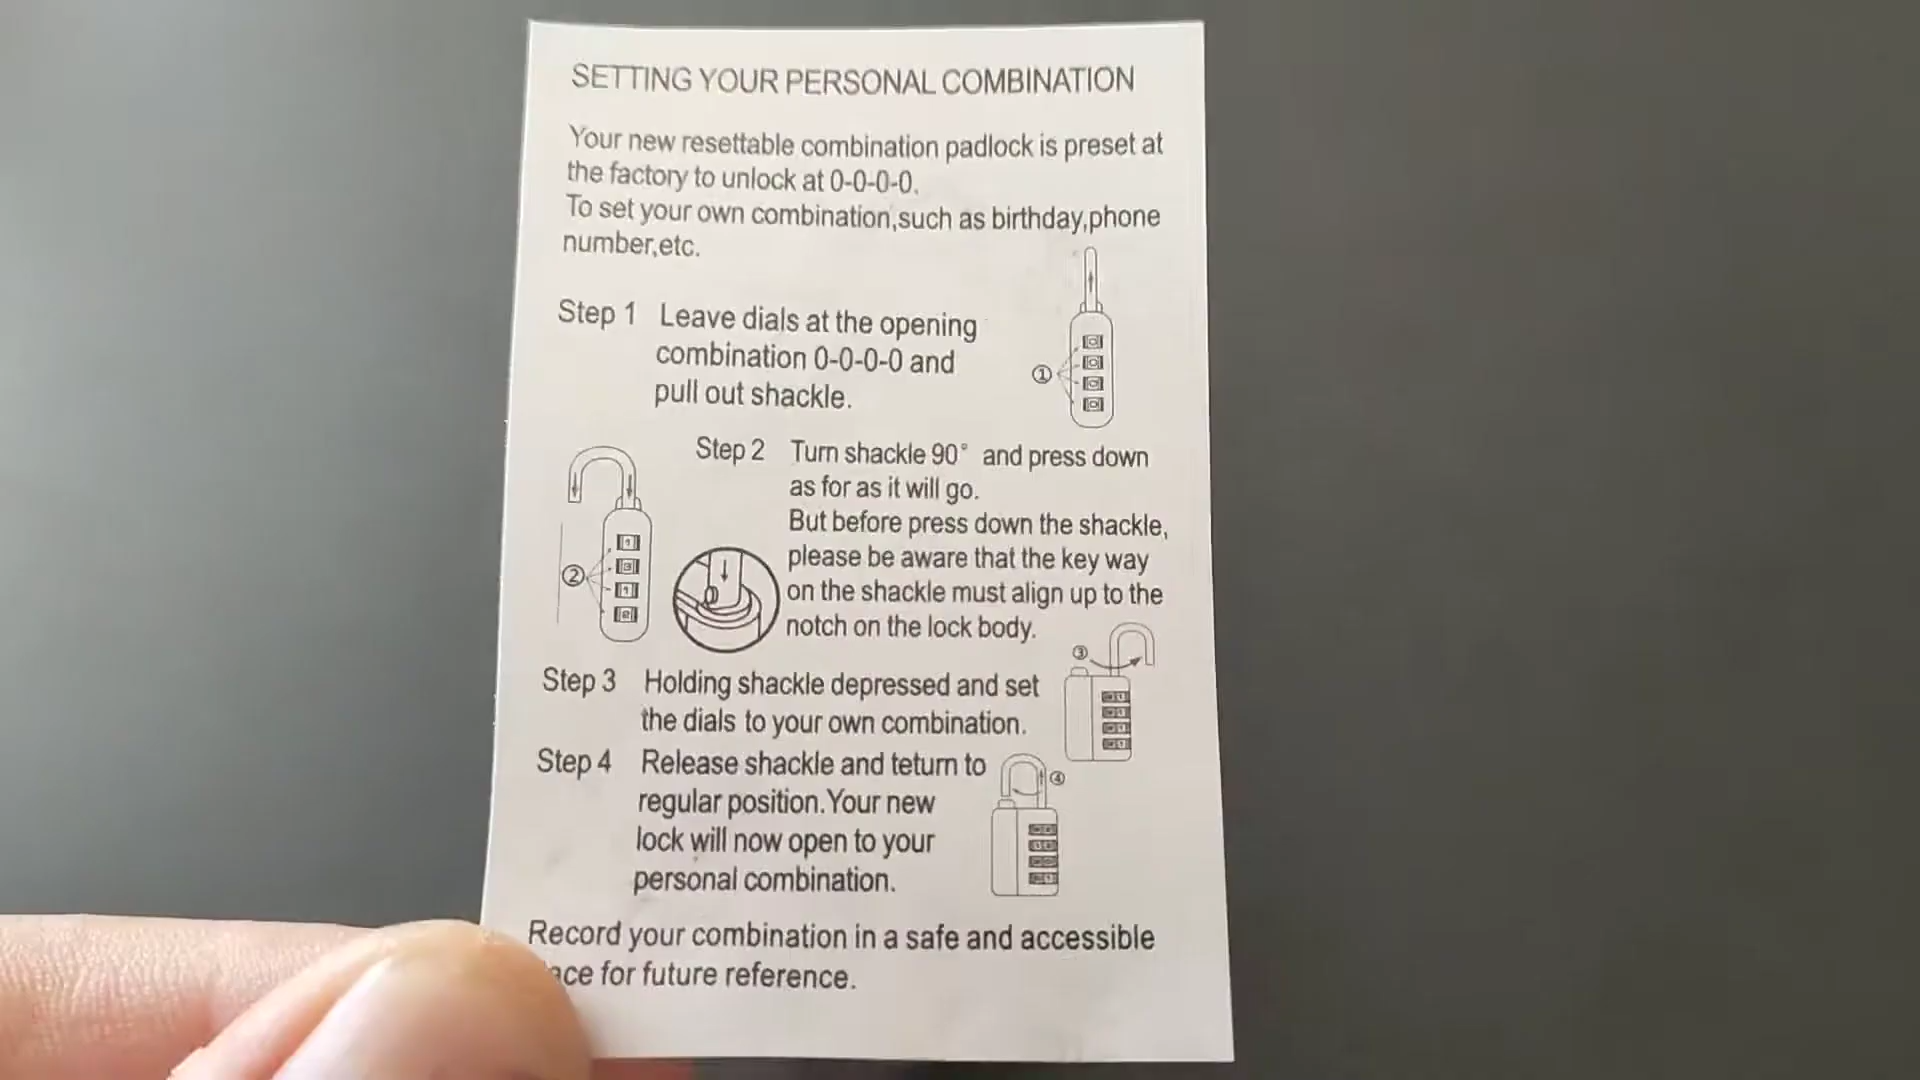 SETTING YOUR PERSONAL COMBINATION
Your new resettable combination padlock is preset at
the factory to unlock at 0-0-0-0.
To set your own combination,such as birthday,phone
number,etc.
Step 1 Leave dials at the opening
combination 0-0-0-0 and
pull out shackle.
①
Step 2 Turn shackle 90° and press down
as for as it will go.
But before press down the shackle,
please be aware that the key way
on the shackle must align up to the
notch on the lock body.
②
③
Step 3 Holding shackle depressed and set
the dials to your own combination.
Step 4 Release shackle and teturn to
regular position.Your new
lock will now open to your
personal combination.
④
Record your combination in a safe and accessible
for future reference.